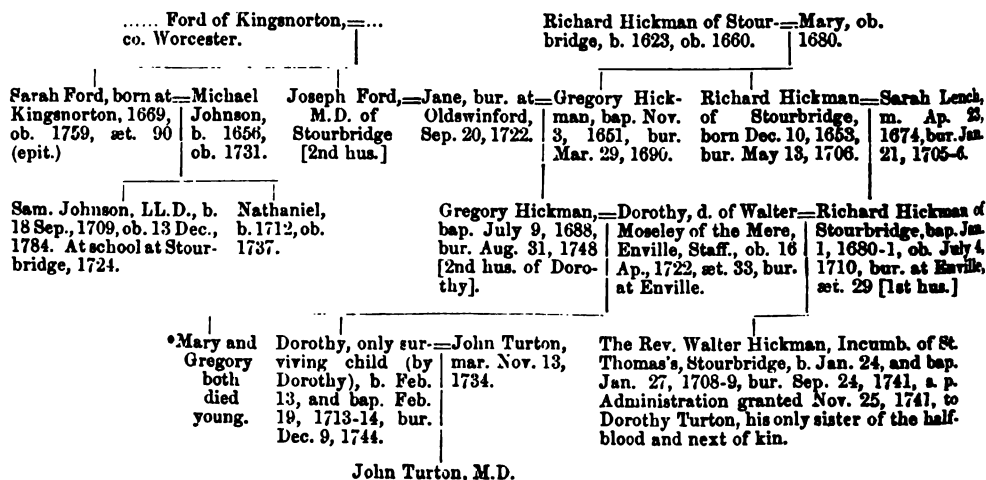 ...... Ford of Kingsnorton,=...
co. Worcester.
Richard Hickman of Stour-=Mary, ob.
bridge, b. 1623, ob. 1660. 1680.
Sarah Ford, born at=Michael
Kingsnorton, 1669, Johnson,
ob. 1759, æt. 90 b. 1656,
(epit.) ob. 1731.
Joseph Ford,=Jane, bur. at=Gregory Hick-
M.D. of Oldswinford, man, bap. Nov.
Stourbridge Sep. 20, 1722. 3, 1651, bur.
[2nd hus.] Mar. 29, 1690.
Richard Hickman=Sarah Lench,
of Stourbridge, m. Ap. 23,
born Dec. 10, 1653, 1674, bur. Jan.
bur. May 13, 1706. 21, 1705-6.
Sam. Johnson, LL.D., b.
18 Sep., 1709, ob. 13 Dec.,
1784. At school at Stour-
bridge, 1724.
Nathaniel,
b. 1712, ob.
1737.
Gregory Hickman,=Dorothy, d. of Walter=Richard Hickman of
bap. July 9, 1688, Moseley of the Mere, Stourbridge, bap. Jan.
bur. Aug. 31, 1748 Enville, Staff., ob. 16 1, 1680-1, ob. July 4,
[2nd hus. of Doro- Ap., 1722, æt. 33, bur. 1710, bur. at Enville,
thy]. at Enville. æt. 29 [1st hus.]
*Mary and
Gregory
both
died
young.
Dorothy, only sur-=John Turton,
viving child (by mar. Nov. 13,
Dorothy), b. Feb. 1734.
13, and bap. Feb.
19, 1713-14, bur.
Dec. 9, 1744.
The Rev. Walter Hickman, Incumb. of St.
Thomas's, Stourbridge, b. Jan. 24, and bap.
Jan. 27, 1708-9, bur. Sep. 24, 1741, s. p.
Administration granted Nov. 25, 1741, to
Dorothy Turton, his only sister of the half-
blood and next of kin.
John Turton, M.D.